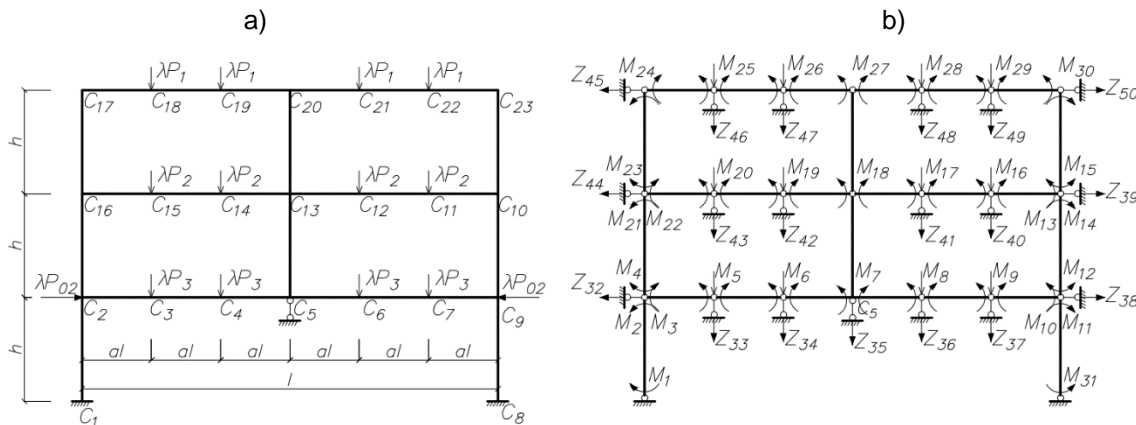 a) b)
λP₁ λP₁ λP₁ λP₁
C₁₇ C₁₈ C₁₉ C₂₀ C₂₁ C₂₂ C₂₃
h
λP₂ λP₂ λP₂ λP₂
C₁₆ C₁₅ C₁₄ C₁₃ C₁₂ C₁₁ C₁₀
h
λP₀₂ λP₃ λP₃ λP₃ λP₃ λP₀₂
C₂ C₃ C₄ C₅ C₆ C₇ C₉
h
al al al al al al
l
C₁ C₈
M₂₄ M₂₅ M₂₆ M₂₇ M₂₈ M₂₉ M₃₀
Z₄₅ Z₅₀
Z₄₆ Z₄₇ Z₄₈ Z₄₉
M₂₃ M₂₀ M₁₉ M₁₈ M₁₇ M₁₆ M₁₅
Z₄₄ Z₃₉
M₂₁ M₂₂ M₁₃ M₁₄
Z₄₃ Z₄₂ Z₄₁ Z₄₀
M₄ M₅ M₆ M₇ M₈ M₉ M₁₂
Z₃₂ C₅ Z₃₈
M₂ M₃ M₁₀ M₁₁
Z₃₃ Z₃₄ Z₃₅ Z₃₆ Z₃₇
M₁ M₃₁